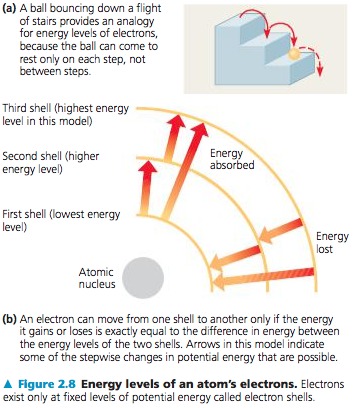 (a) A ball bouncing down a flight
of stairs provides an analogy
for energy levels of electrons,
because the ball can come to
rest only on each step, not
between steps.
Third shell (highest energy
level in this model)
Second shell (higher
energy level)
Energy
absorbed
First shell (lowest energy
level)
Energy
lost
Atomic
nucleus
(b) An electron can move from one shell to another only if the energy
it gains or loses is exactly equal to the difference in energy between
the energy levels of the two shells. Arrows in this model indicate
some of the stepwise changes in potential energy that are possible.
▲ Figure 2.8 Energy levels of an atom's electrons. Electrons
exist only at fixed levels of potential energy called electron shells.